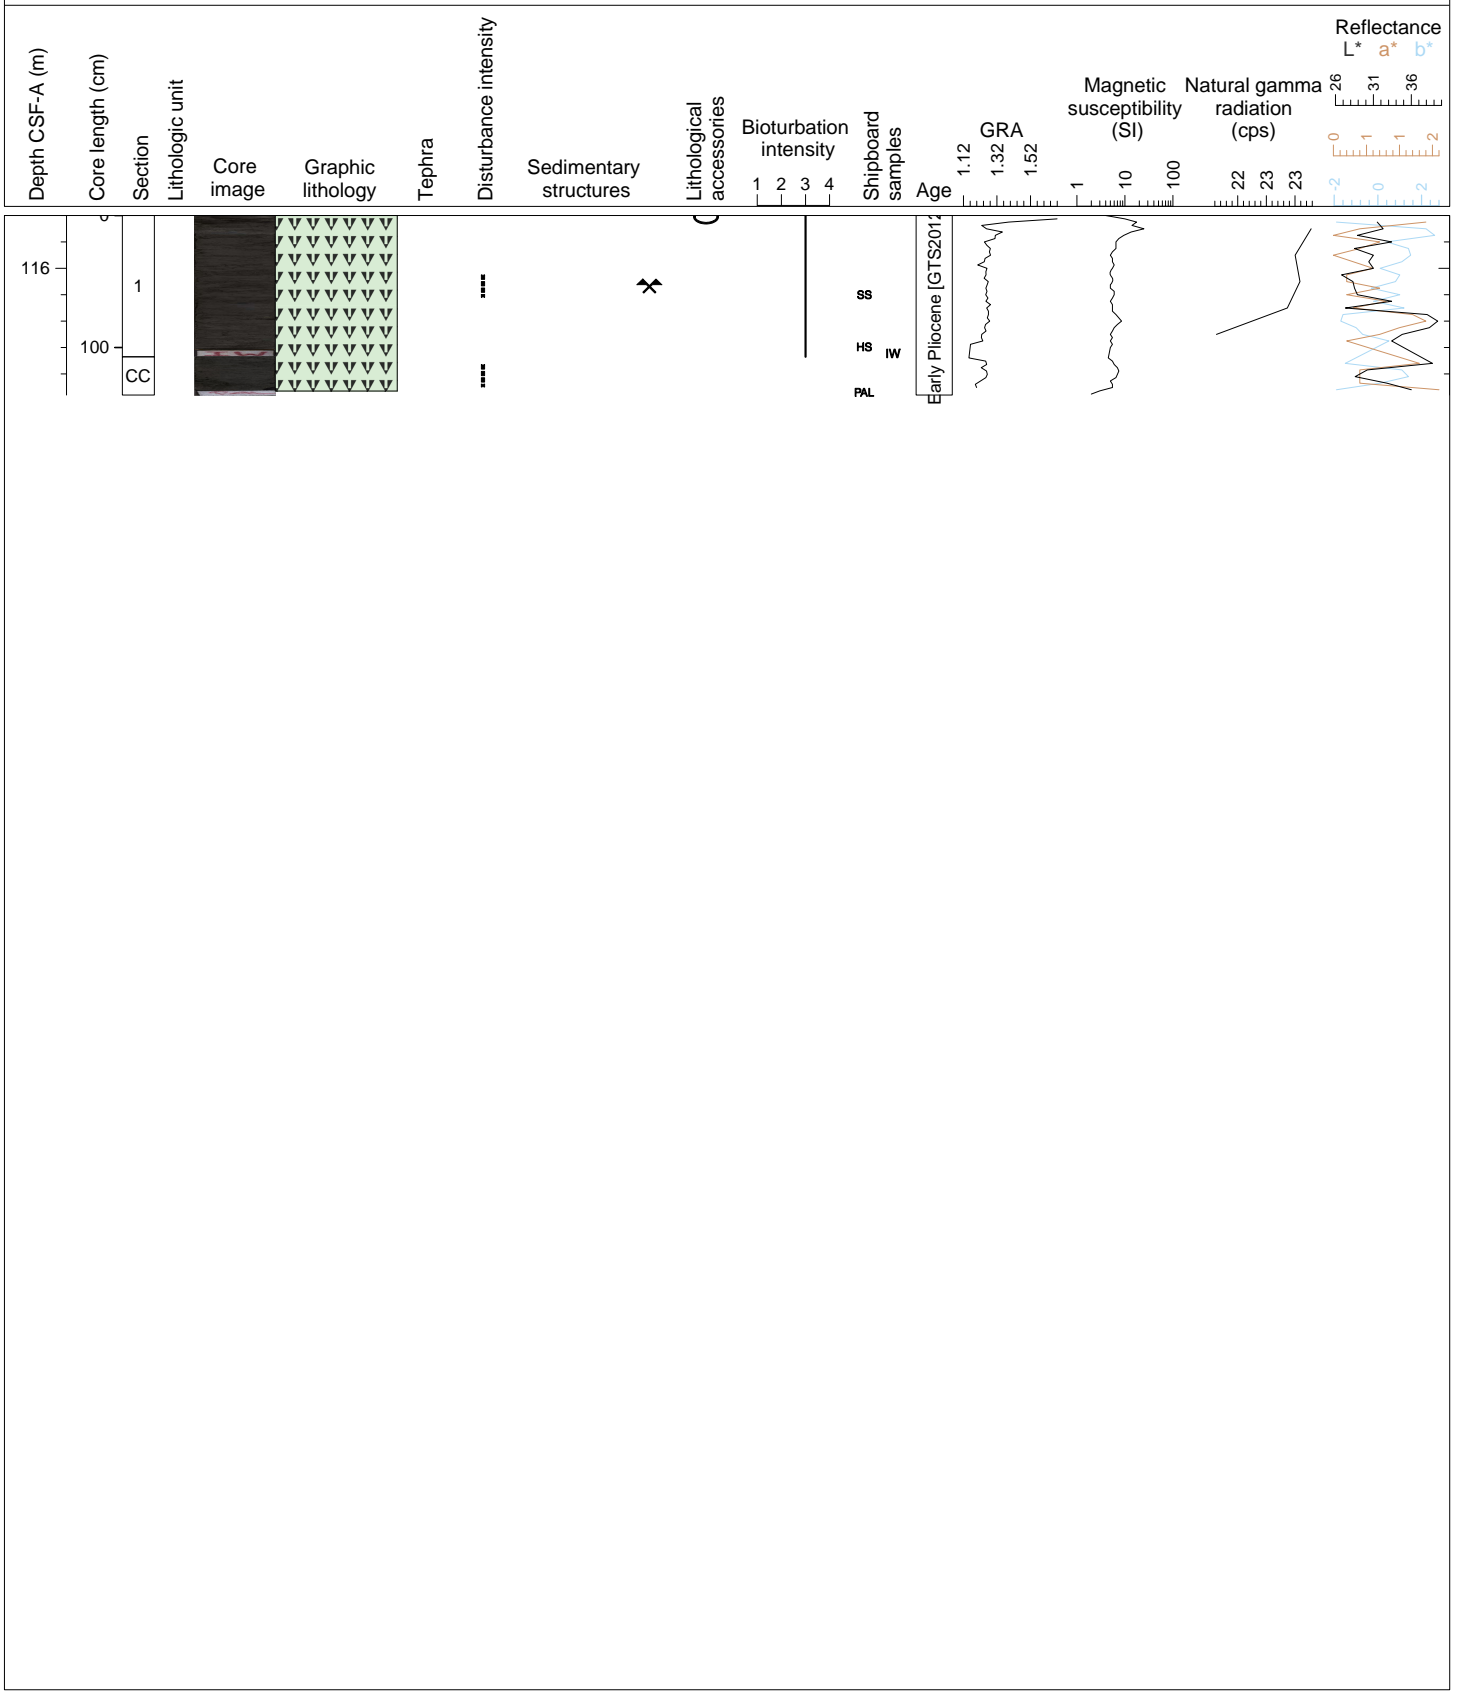 Depth CSF-A (m)
Core length (cm)
Section
Lithologic unit
Core
image
Graphic
lithology
Tephra
Disturbance intensity
Sedimentary
structures
Lithological
accessories
Bioturbation
intensity
1 2 3 4
Shipboard
samples
Age
GRA
1.12
1.32
1.52
Magnetic
susceptibility
(SI)
1
10
100
Natural gamma
radiation
(cps)
22
23
23
Reflectance
L* a* b*
26
31
36
0
1
1
2
-2
0
2
0
116
1
100
CC
SS
HS
IW
PAL
Early Pliocene [GTS2012